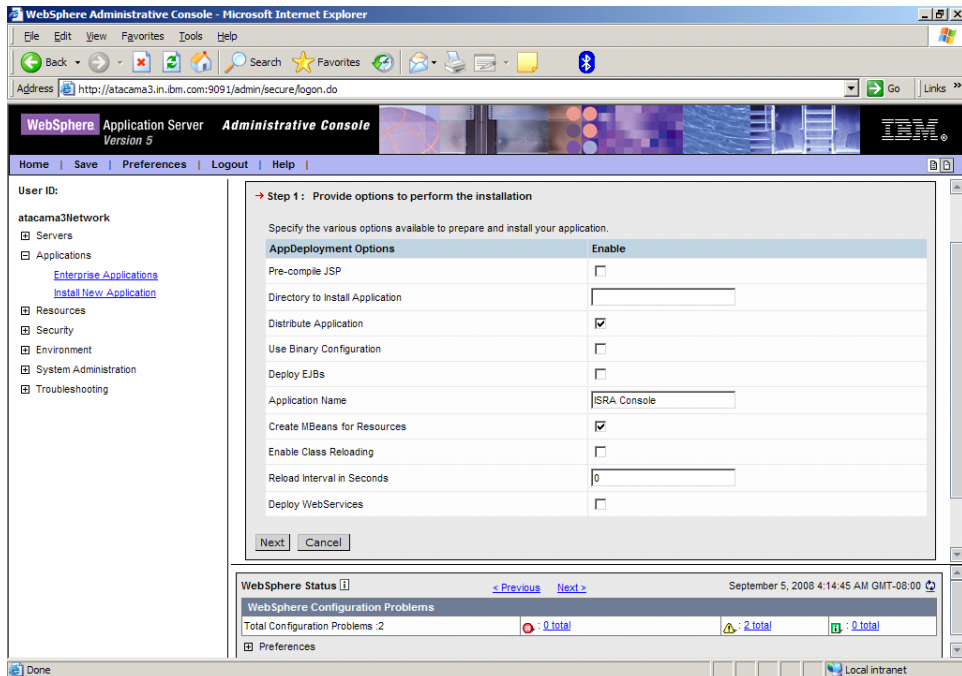 WebSphere Administrative Console - Microsoft Internet Explorer
File Edit View Favorites Tools Help
Back Search Favorites
Address http://atacama3.in.ibm.com:9091/admin/secure/logon.do Go Links »
WebSphere. Application Server Administrative Console
Version 5
IBM.®
Home | Save | Preferences | Logout | Help |
User ID:
atacama3Network
Servers
Applications
Enterprise Applications
Install New Application
Resources
Security
Environment
System Administration
Troubleshooting
→ Step 1 : Provide options to perform the installation
Specify the various options available to prepare and install your application.
AppDeployment Options Enable
Pre-compile JSP
Directory to Install Application
Distribute Application
Use Binary Configuration
Deploy EJBs
Application Name ISRA Console
Create MBeans for Resources
Enable Class Reloading
Reload Interval in Seconds 0
Deploy WebServices
Next Cancel
WebSphere Status i < Previous Next > September 5, 2008 4:14:45 AM GMT-08:00
WebSphere Configuration Problems
Total Configuration Problems :2 : 0 total : 2 total : 0 total
Preferences
Done Local intranet